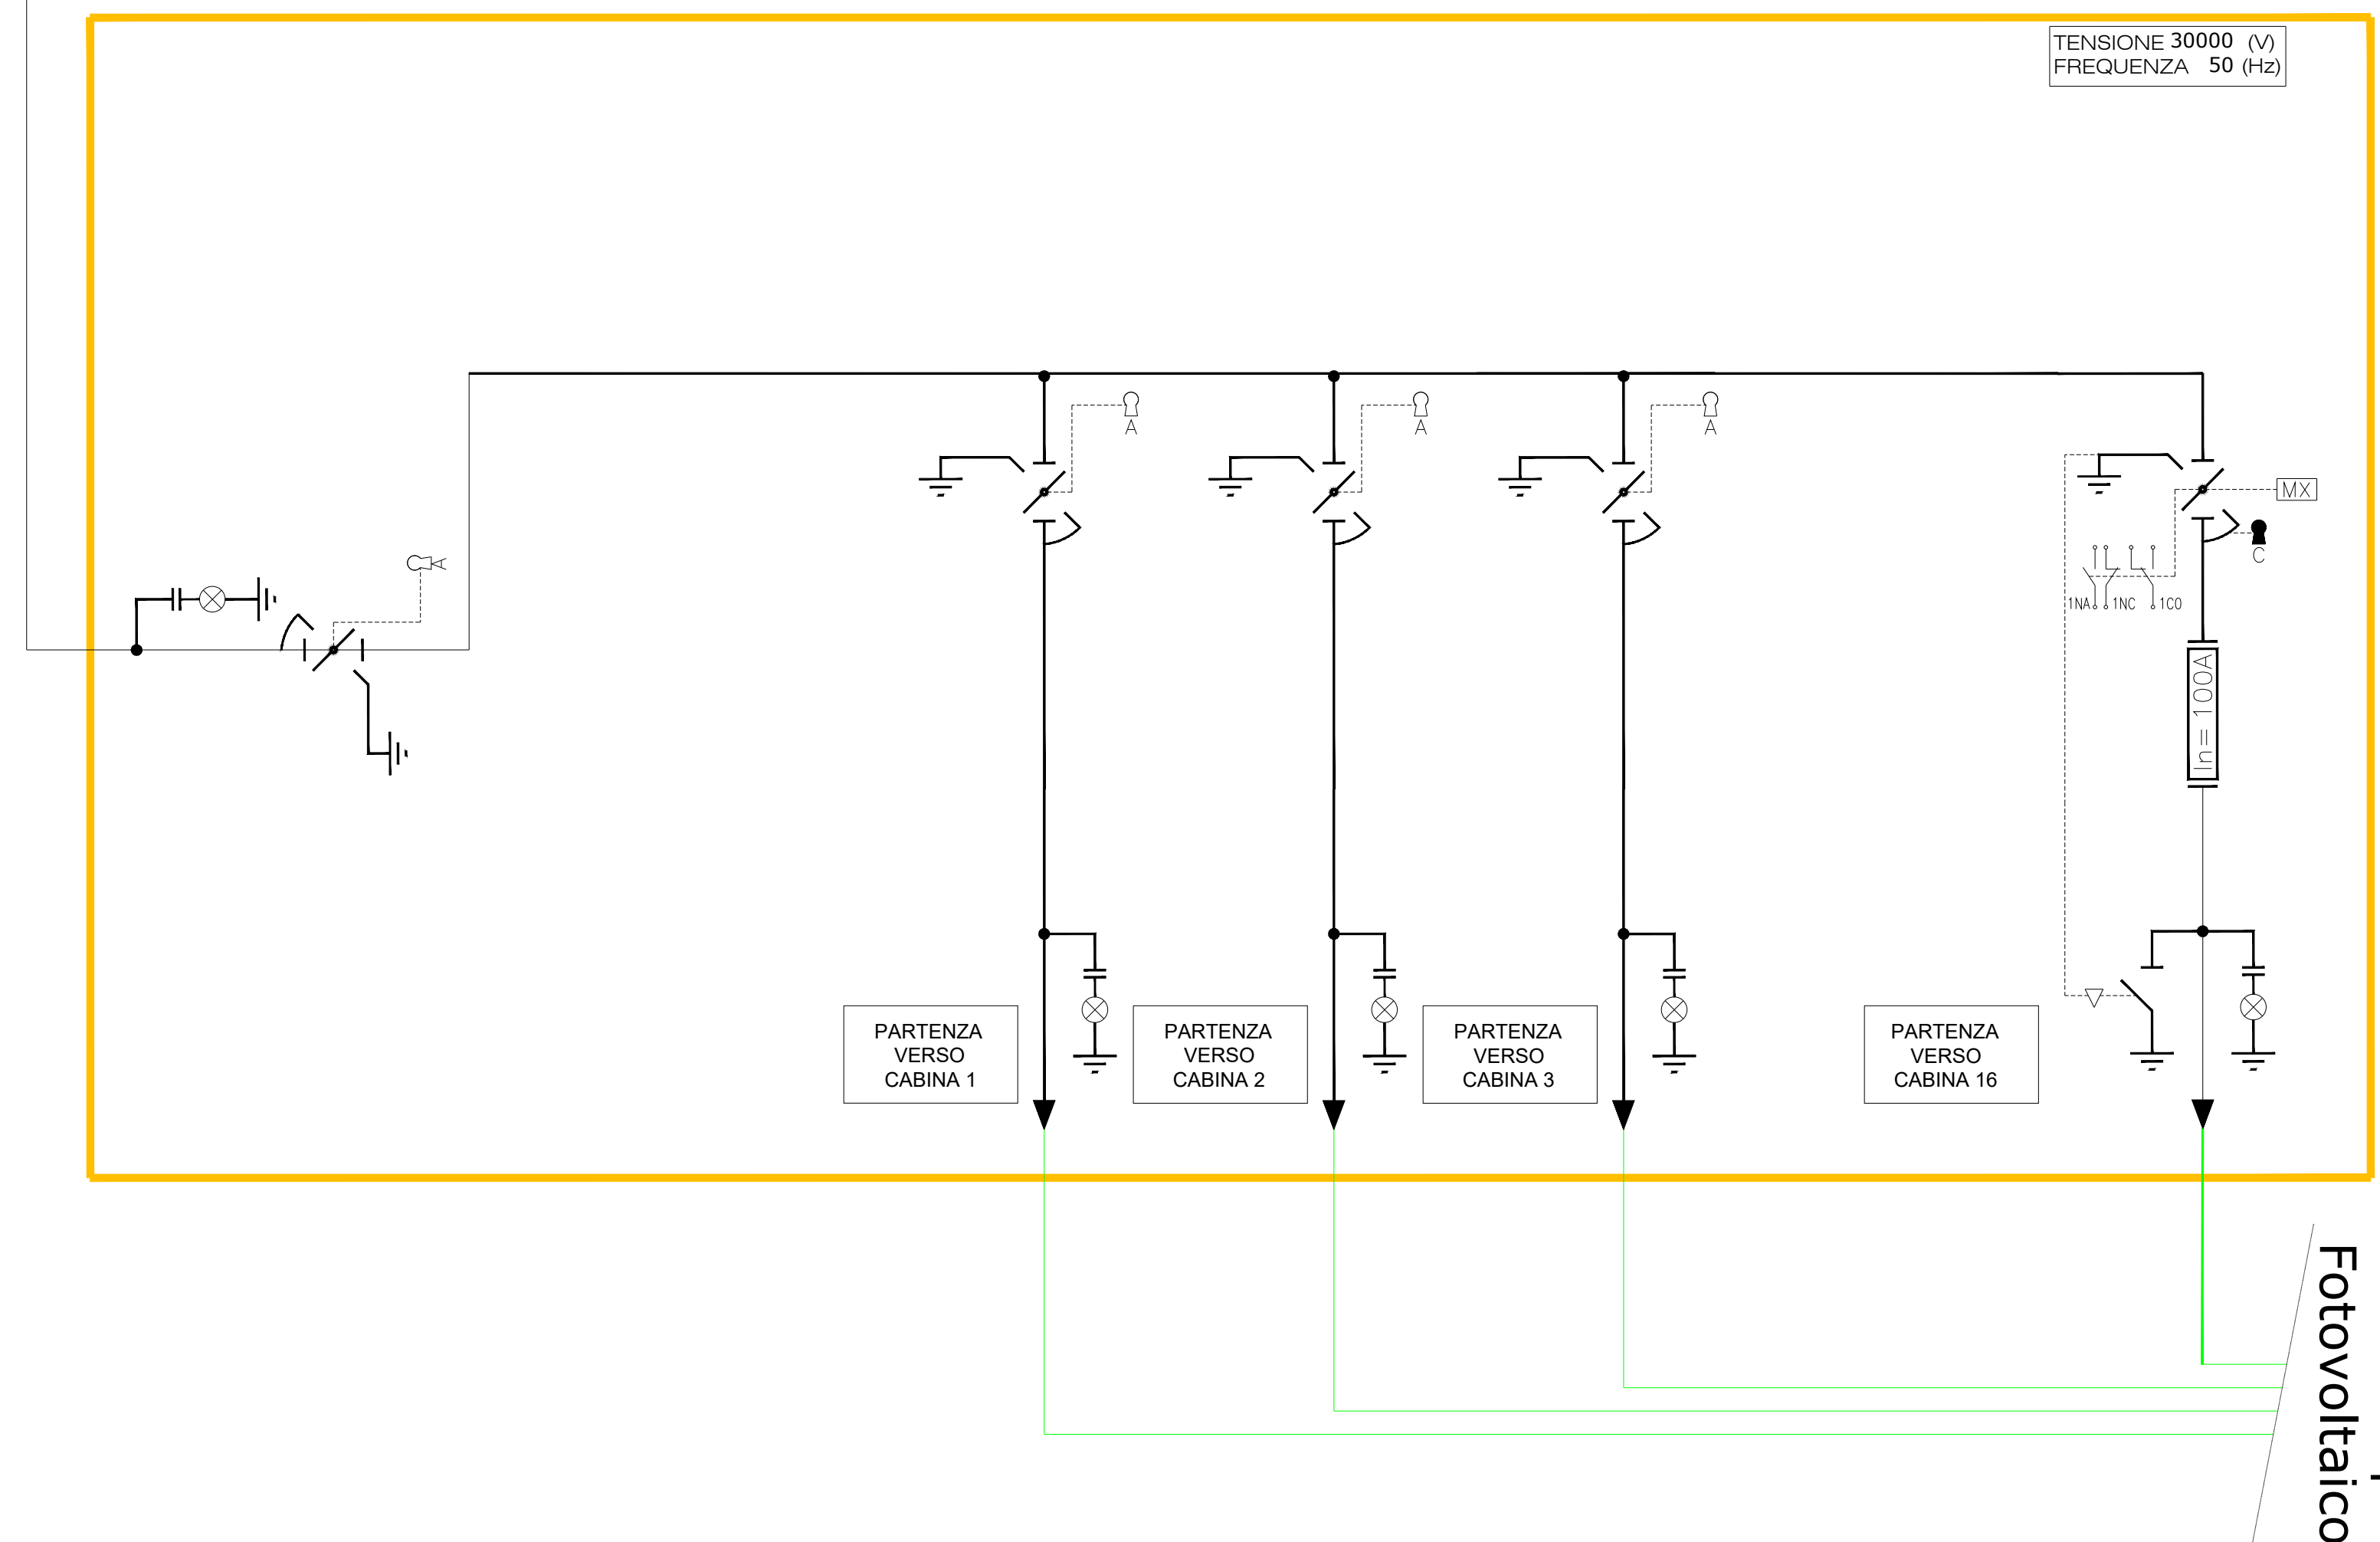 TENSIONE 30000 (V)
FREQUENZA 50 (Hz)
A
A
A
A
MX
C
1NA 1NC 1CO
In= 100A
PARTENZA
VERSO
CABINA 1
PARTENZA
VERSO
CABINA 2
PARTENZA
VERSO
CABINA 3
PARTENZA
VERSO
CABINA 16
Fotovoltaico